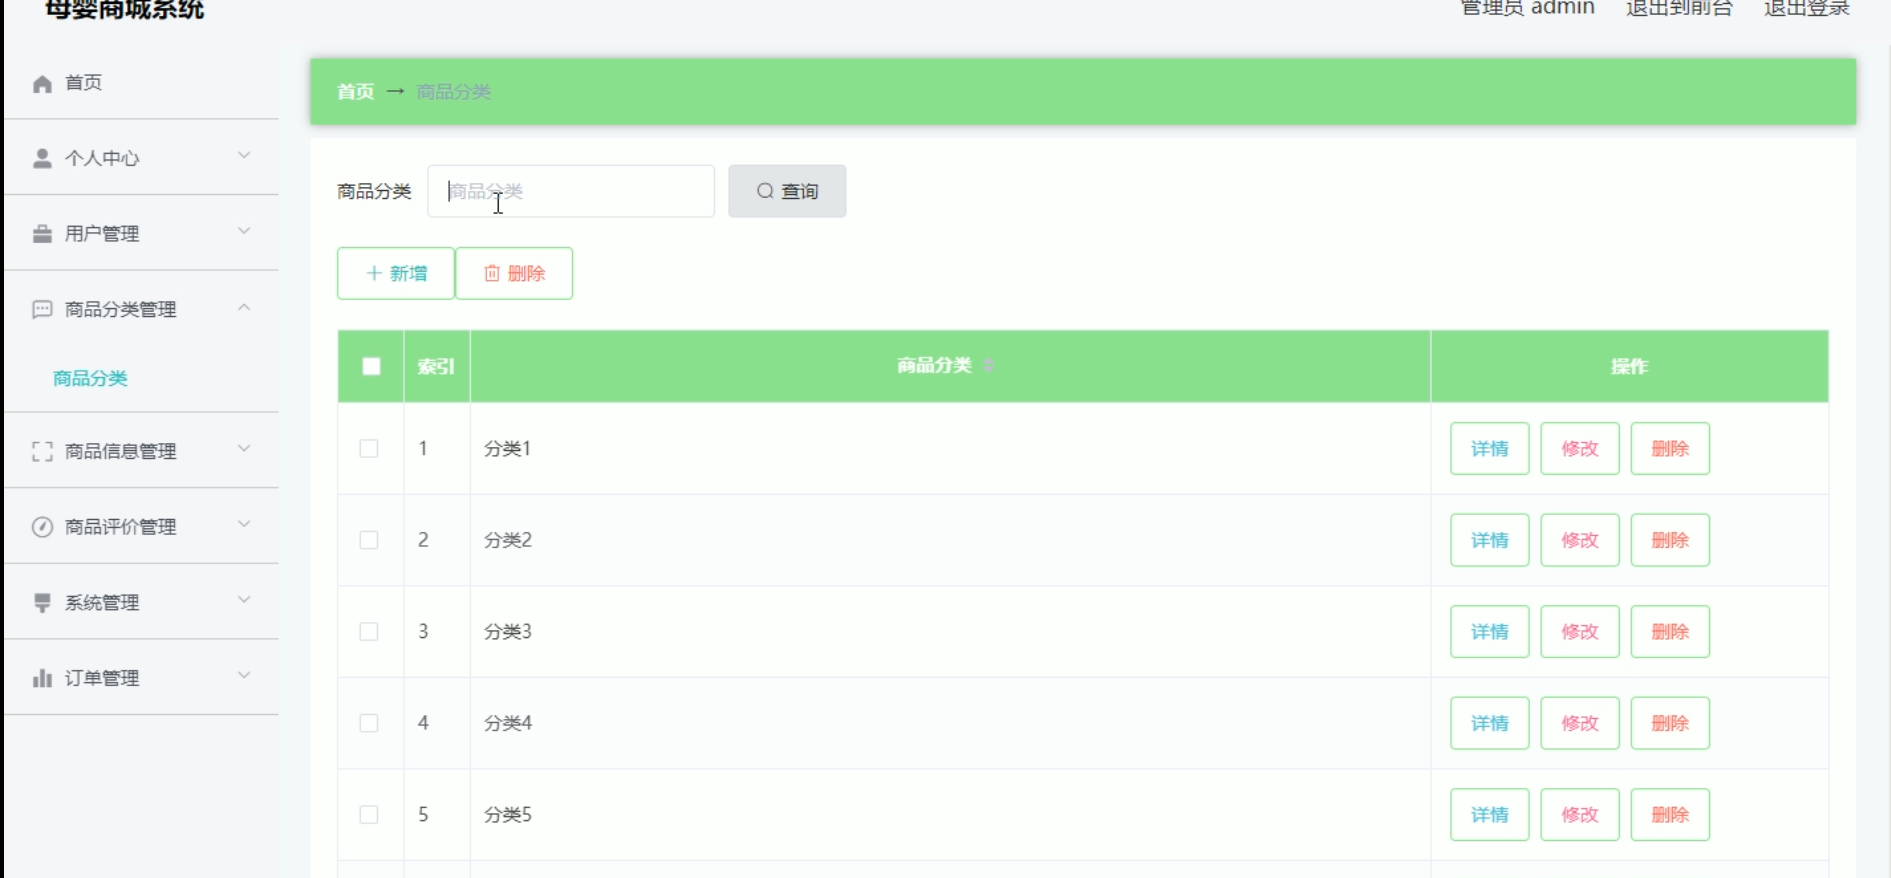 母婴商城系统
管理员 admin 退出到前台 退出登录
首页
个人中心
用户管理
商品分类管理
商品分类
商品信息管理
商品评价管理
系统管理
订单管理
首页 → 商品分类
商品分类 商品分类 查询
新增 删除
索引 商品分类 操作
1 分类1 详情 修改 删除
2 分类2 详情 修改 删除
3 分类3 详情 修改 删除
4 分类4 详情 修改 删除
5 分类5 详情 修改 删除